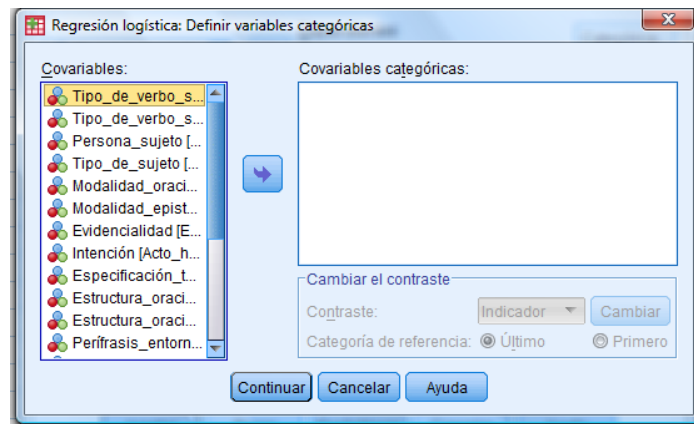 Regresión logística: Definir variables categóricas
Covariables:
Tipo_de_verbo_s...
Tipo_de_verbo_s...
Persona_sujeto [...
Tipo_de_sujeto [...
Modalidad_oraci...
Modalidad_epist...
Evidencialidad [E...
Intención [Acto_h...
Especificación_t...
Estructura_oraci...
Estructura_oraci...
Perífrasis_entorn...
Covariables categóricas:
Cambiar el contraste
Contraste: Indicador Cambiar
Categoría de referencia: Último Primero
Continuar Cancelar Ayuda